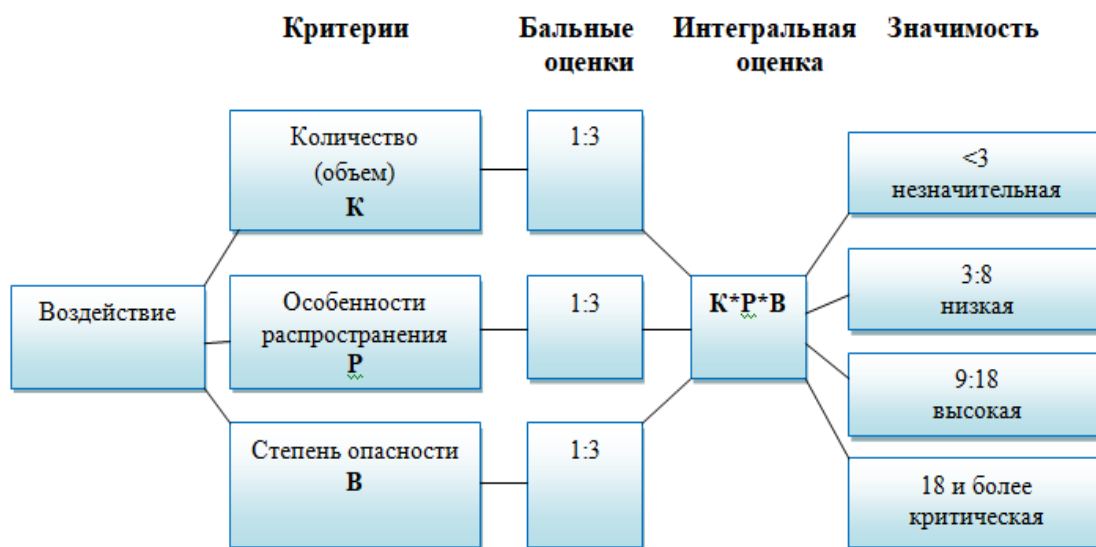 Критерии
Бальные
оценки
Интегральная
оценка
Значимость
Воздействие
Количество
(объем)
К
Особенности
распространения
Р
Степень опасности
В
1:3
1:3
1:3
К*Р*В
<3
незначительная
3:8
низкая
9:18
высокая
18 и более
критическая